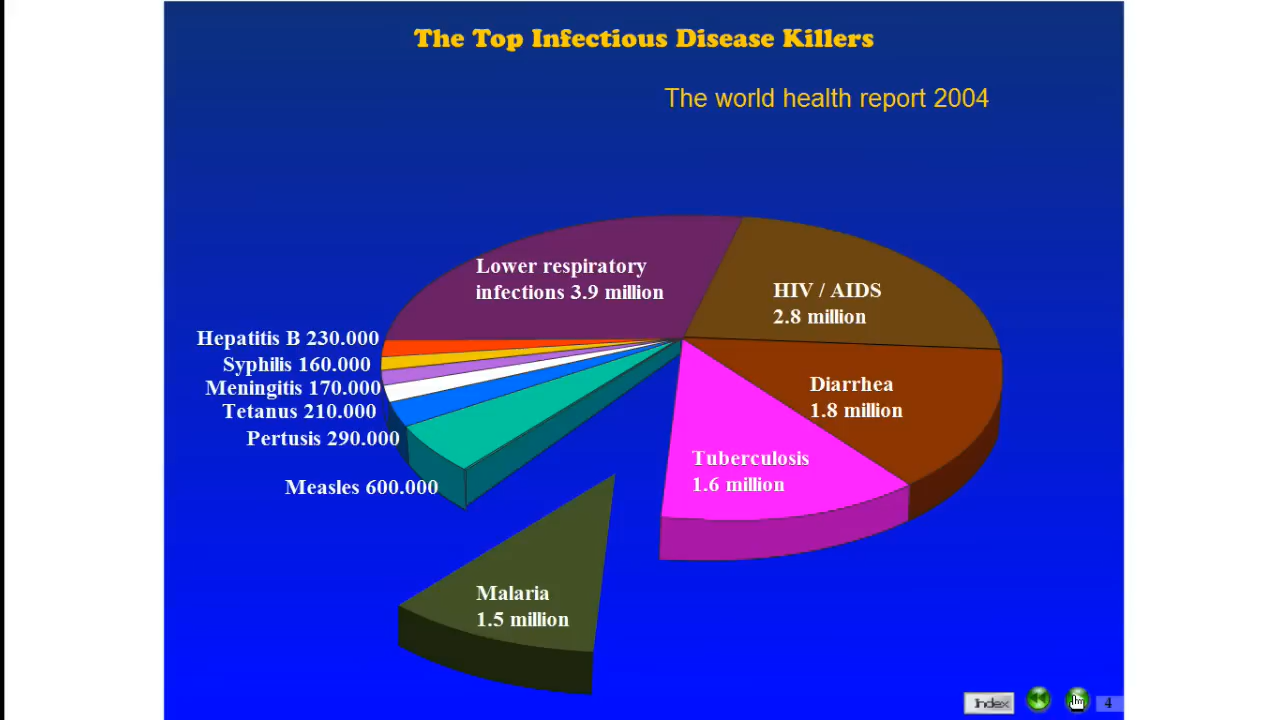 The Top Infectious Disease Killers
The world health report 2004
Lower respiratory
infections 3.9 million
HIV / AIDS
2.8 million
Diarrhea
1.8 million
Tuberculosis
1.6 million
Malaria
1.5 million
Hepatitis B 230.000
Syphilis 160.000
Meningitis 170.000
Tetanus 210.000
Pertusis 290.000
Measles 600.000
Index
4